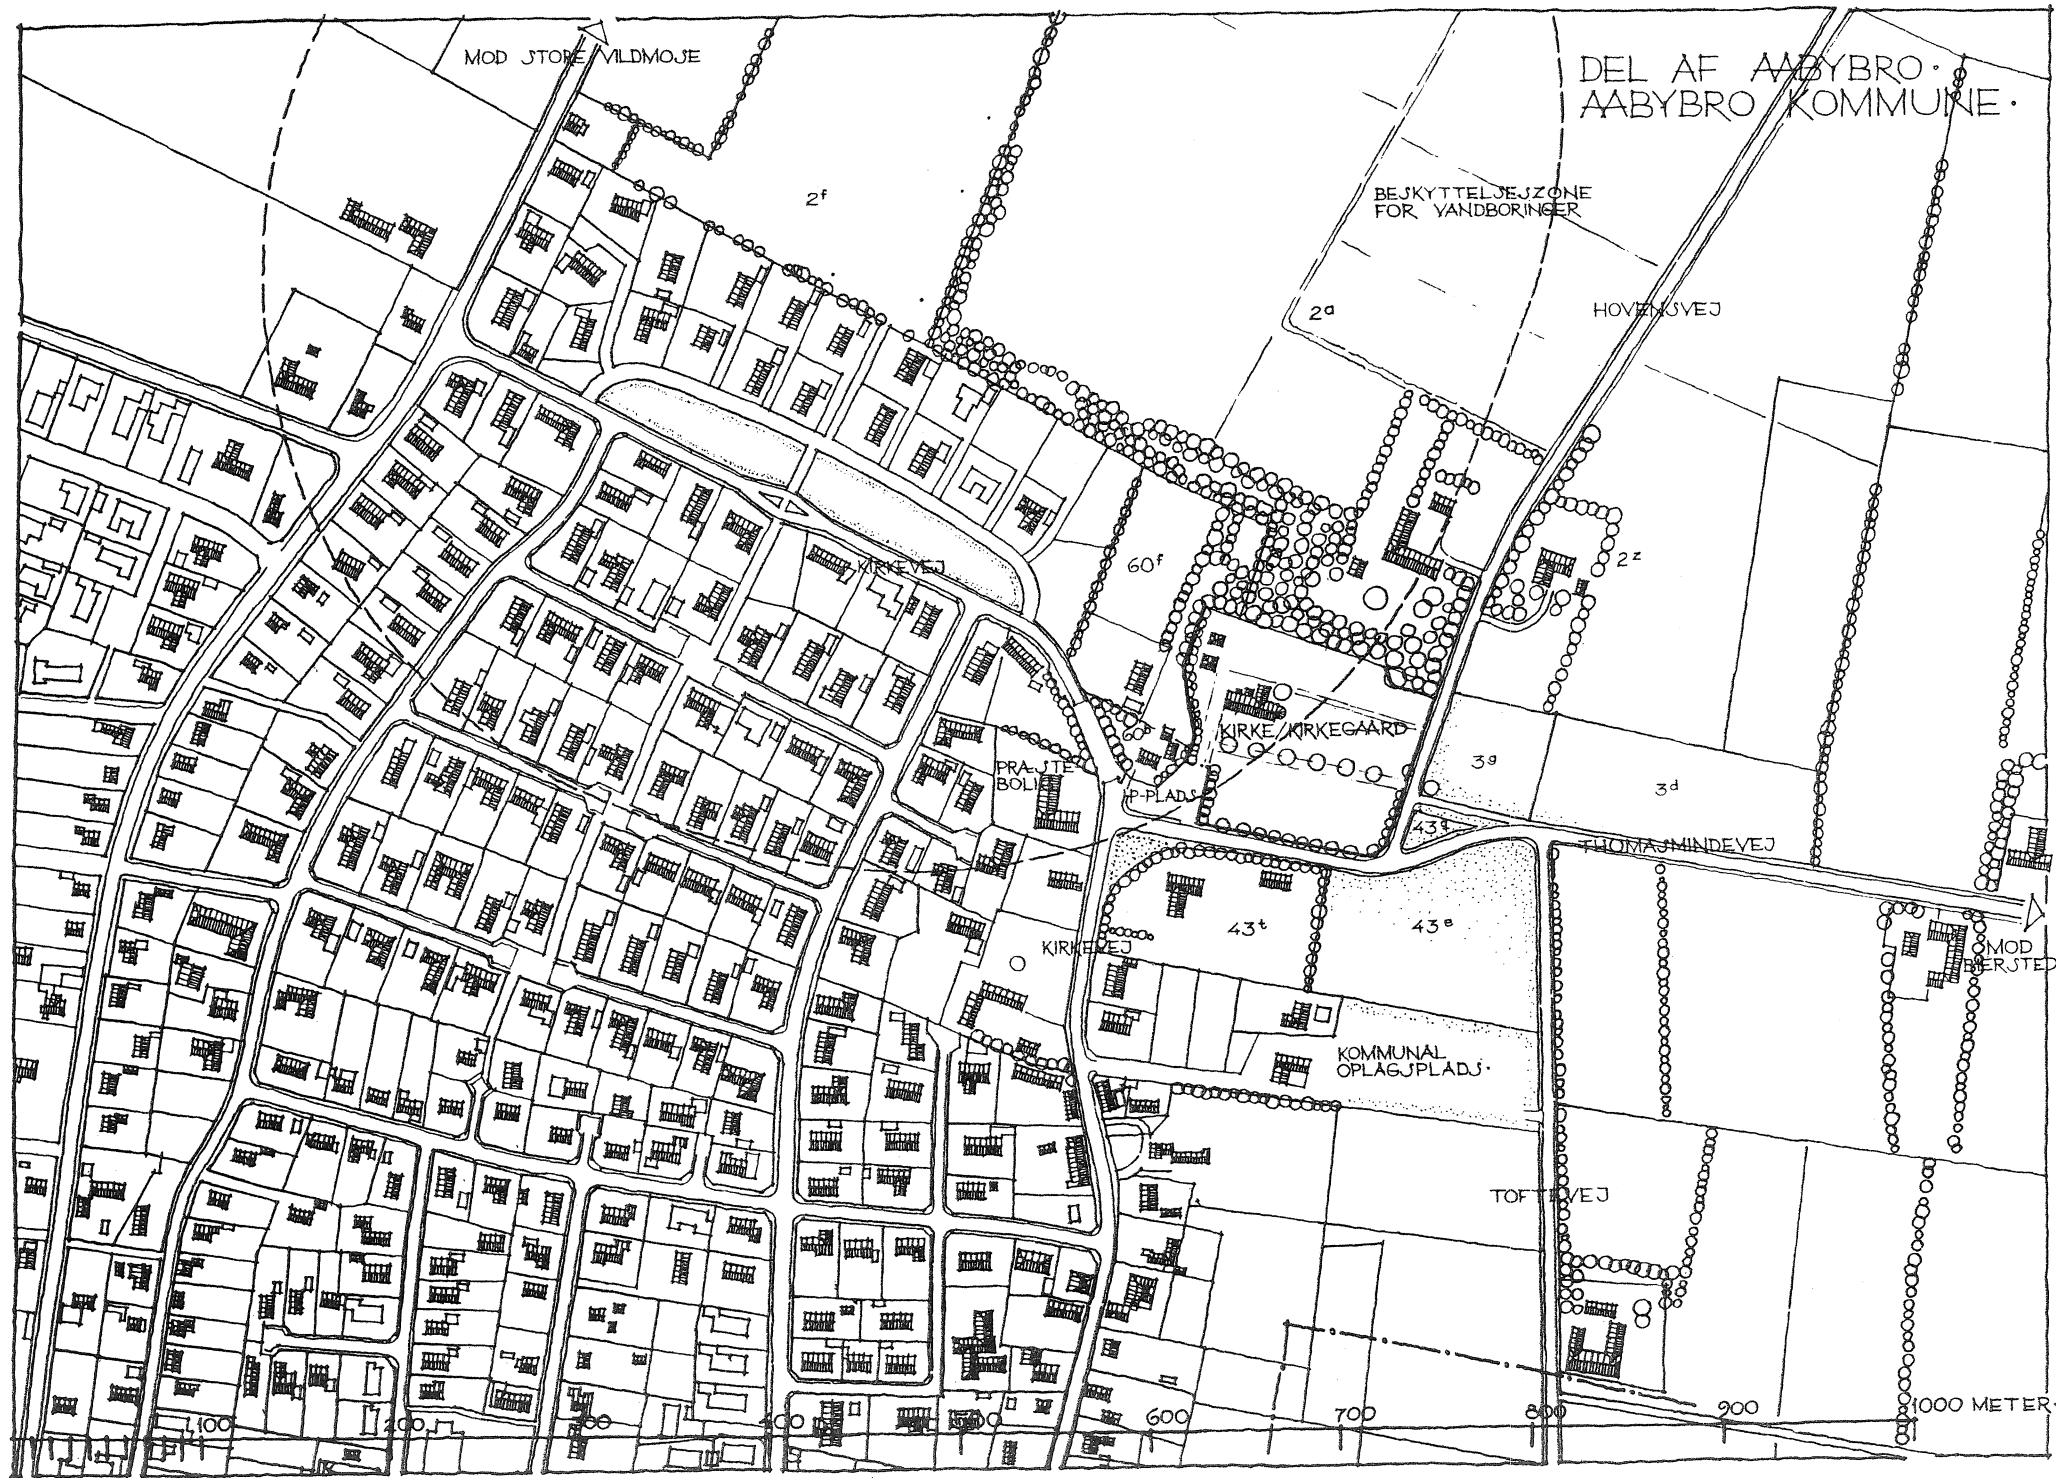 MOD STORE VILDMOSE
DEL AF AABYBRO.
AABYBRO KOMMUNE.
2f
BESKYTTELSESZONE
FOR VANDBORINGER
2a
HOVENSVEJ
KIRKEVEJ
60f
2z
60
KIRKE/KIRKEGAARD
PRÆSTE
BOLIG
P-PLADS
3g
3d
43q
THOMASMINDEVEJ
43t
43e
KIRKEVEJ
MOD
BIERSTED
KOMMUNAL
OPLAGSPLADS.
TOFTEVEJ
100 200 300 400 500 600 700 800 900 1000 METER.